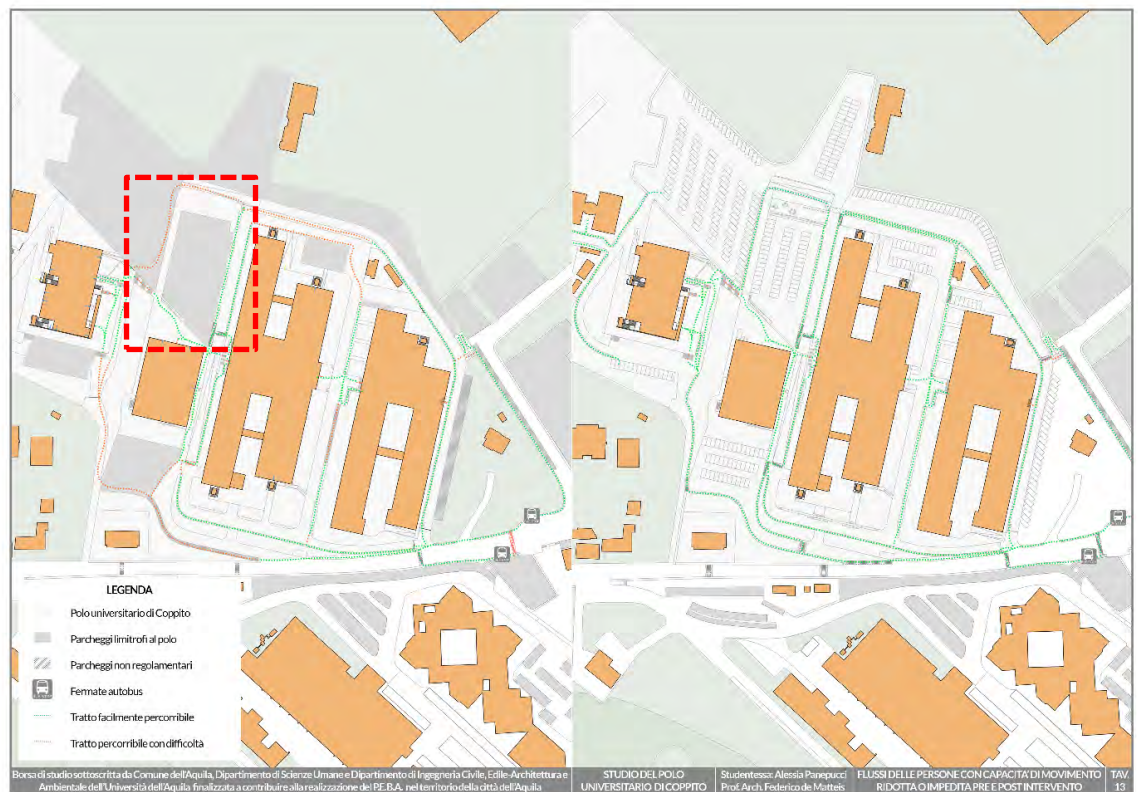 LEGENDA
Polo universitario di Coppito
Parcheggi limitrofi al polo
Parcheggi non regolamentari
Fermate autobus
Tratto facilmente percorribile
Tratto percorribile con difficoltà
Borsa di studio sottoscritta da Comune dell'Aquila, Dipartimento di Scienze Umane e Dipartimento di Ingegneria Civile, Edile-Architettura e
Ambientale dell'Università dell'Aquila finalizzata a contribuire alla realizzazione del P.E.B.A. nel territorio della città dell'Aquila
STUDIO DEL POLO
UNIVERSITARIO DI COPPITO
Studentessa: Alessia Panepucci
Prof. Arch. Federico de Matteis
FLUSSI DELLE PERSONE CON CAPACITA' DI MOVIMENTO
RIDOTTA O IMPEDITA PRE E POST INTERVENTO
TAV.
13